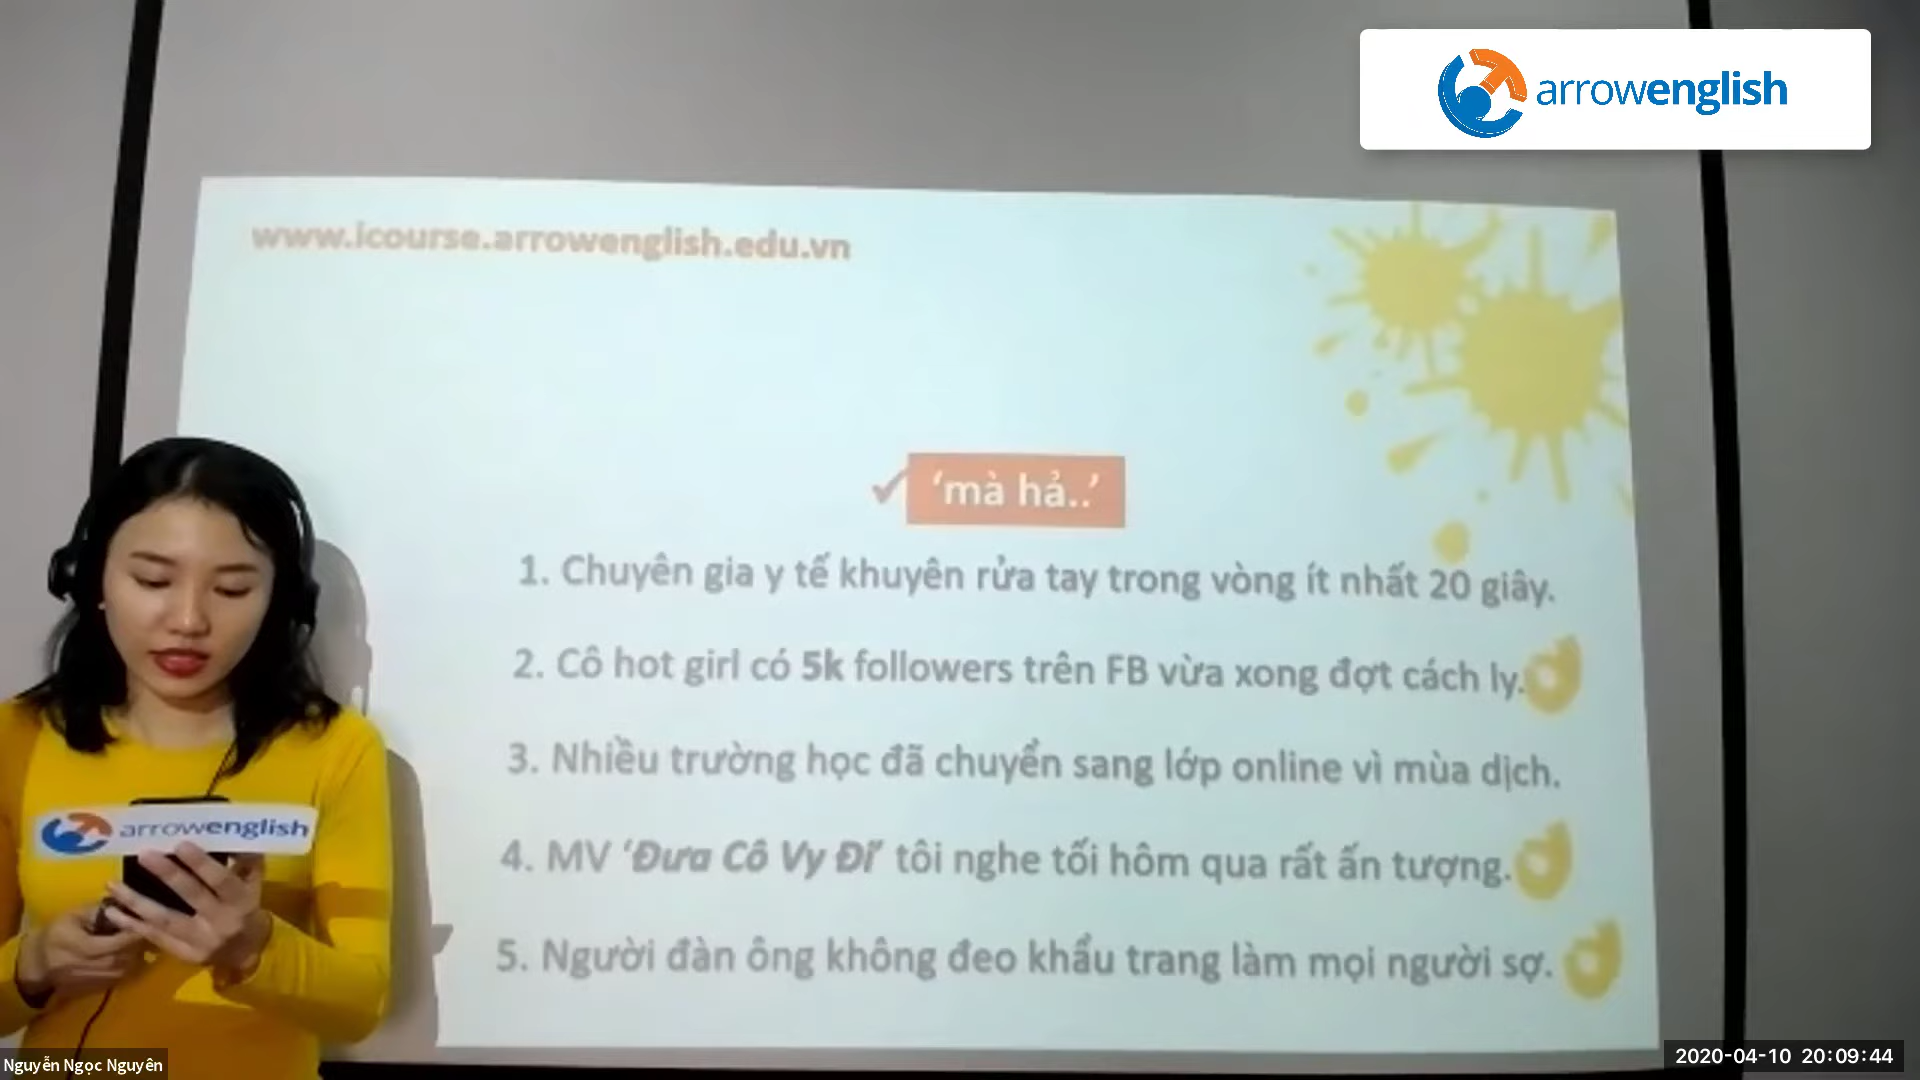 arrowenglish
www.icourse.arrowenglish.edu.vn
‘mà hả..’
1. Chuyên gia y tế khuyên rửa tay trong vòng ít nhất 20 giây.
2. Cô hot girl có 5k followers trên FB vừa xong đợt cách ly.
3. Nhiều trường học đã chuyển sang lớp online vì mùa dịch.
4. MV ‘Đưa Cô Vy Đi’ tôi nghe tối hôm qua rất ấn tượng.
5. Người đàn ông không đeo khẩu trang làm mọi người sợ.
arrowenglish
Nguyễn Ngọc Nguyên
2020-04-10 20:09:44